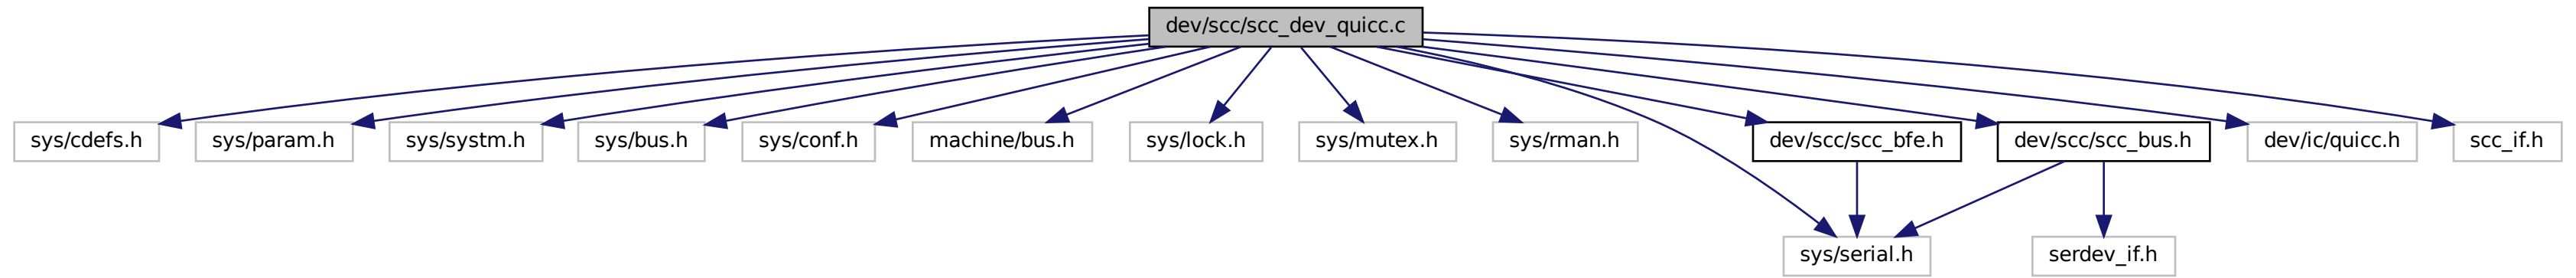 dev/scc/scc_dev_quicc.c
sys/cdefs.h
sys/param.h
sys/systm.h
sys/bus.h
sys/conf.h
machine/bus.h
sys/lock.h
sys/mutex.h
sys/rman.h
dev/scc/scc_bfe.h
dev/scc/scc_bus.h
dev/ic/quicc.h
scc_if.h
sys/serial.h
serdev_if.h